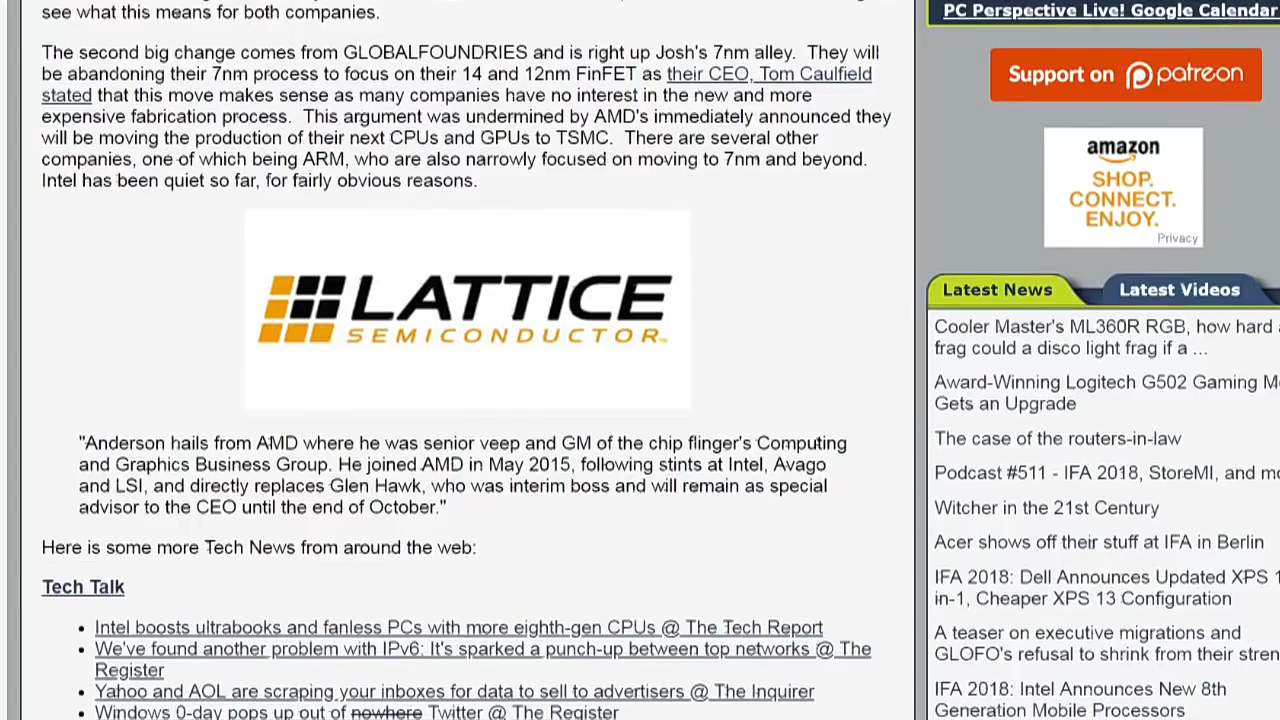 see what this means for both companies.
The second big change comes from GLOBALFOUNDRIES and is right up Josh's 7nm alley. They will
be abandoning their 7nm process to focus on their 14 and 12nm FinFET as their CEO, Tom Caulfield
stated that this move makes sense as many companies have no interest in the new and more
expensive fabrication process. This argument was undermined by AMD's immediately announced they
will be moving the production of their next CPUs and GPUs to TSMC. There are several other
companies, one of which being ARM, who are also narrowly focused on moving to 7nm and beyond.
Intel has been quiet so far, for fairly obvious reasons.
LATTICE
SEMICONDUCTOR
"Anderson hails from AMD where he was senior veep and GM of the chip flinger's Computing
and Graphics Business Group. He joined AMD in May 2015, following stints at Intel, Avago
and LSI, and directly replaces Glen Hawk, who was interim boss and will remain as special
advisor to the CEO until the end of October."
Here is some more Tech News from around the web:
Tech Talk
• Intel boosts ultrabooks and fanless PCs with more eighth-gen CPUs @ The Tech Report
• We've found another problem with IPv6: It's sparked a punch-up between top networks @ The
Register
• Yahoo and AOL are scraping your inboxes for data to sell to advertisers @ The Inquirer
• Windows 0-day pops up out of nowhere Twitter @ The Register
PC Perspective Live! Google Calendar
Support on patreon
amazon
SHOP.
CONNECT.
ENJOY.
Privacy
Latest News
Latest Videos
Cooler Master's ML360R RGB, how hard
frag could a disco light frag if a ...
Award-Winning Logitech G502 Gaming
Gets an Upgrade
The case of the routers-in-law
Podcast #511 - IFA 2018, StoreMI, and
Witcher in the 21st Century
Acer shows off their stuff at IFA in Berlin
IFA 2018: Dell Announces Updated XPS
in-1, Cheaper XPS 13 Configuration
A teaser on executive migrations and
GLOFO's refusal to shrink from their
IFA 2018: Intel Announces New 8th
Generation Mobile Processors